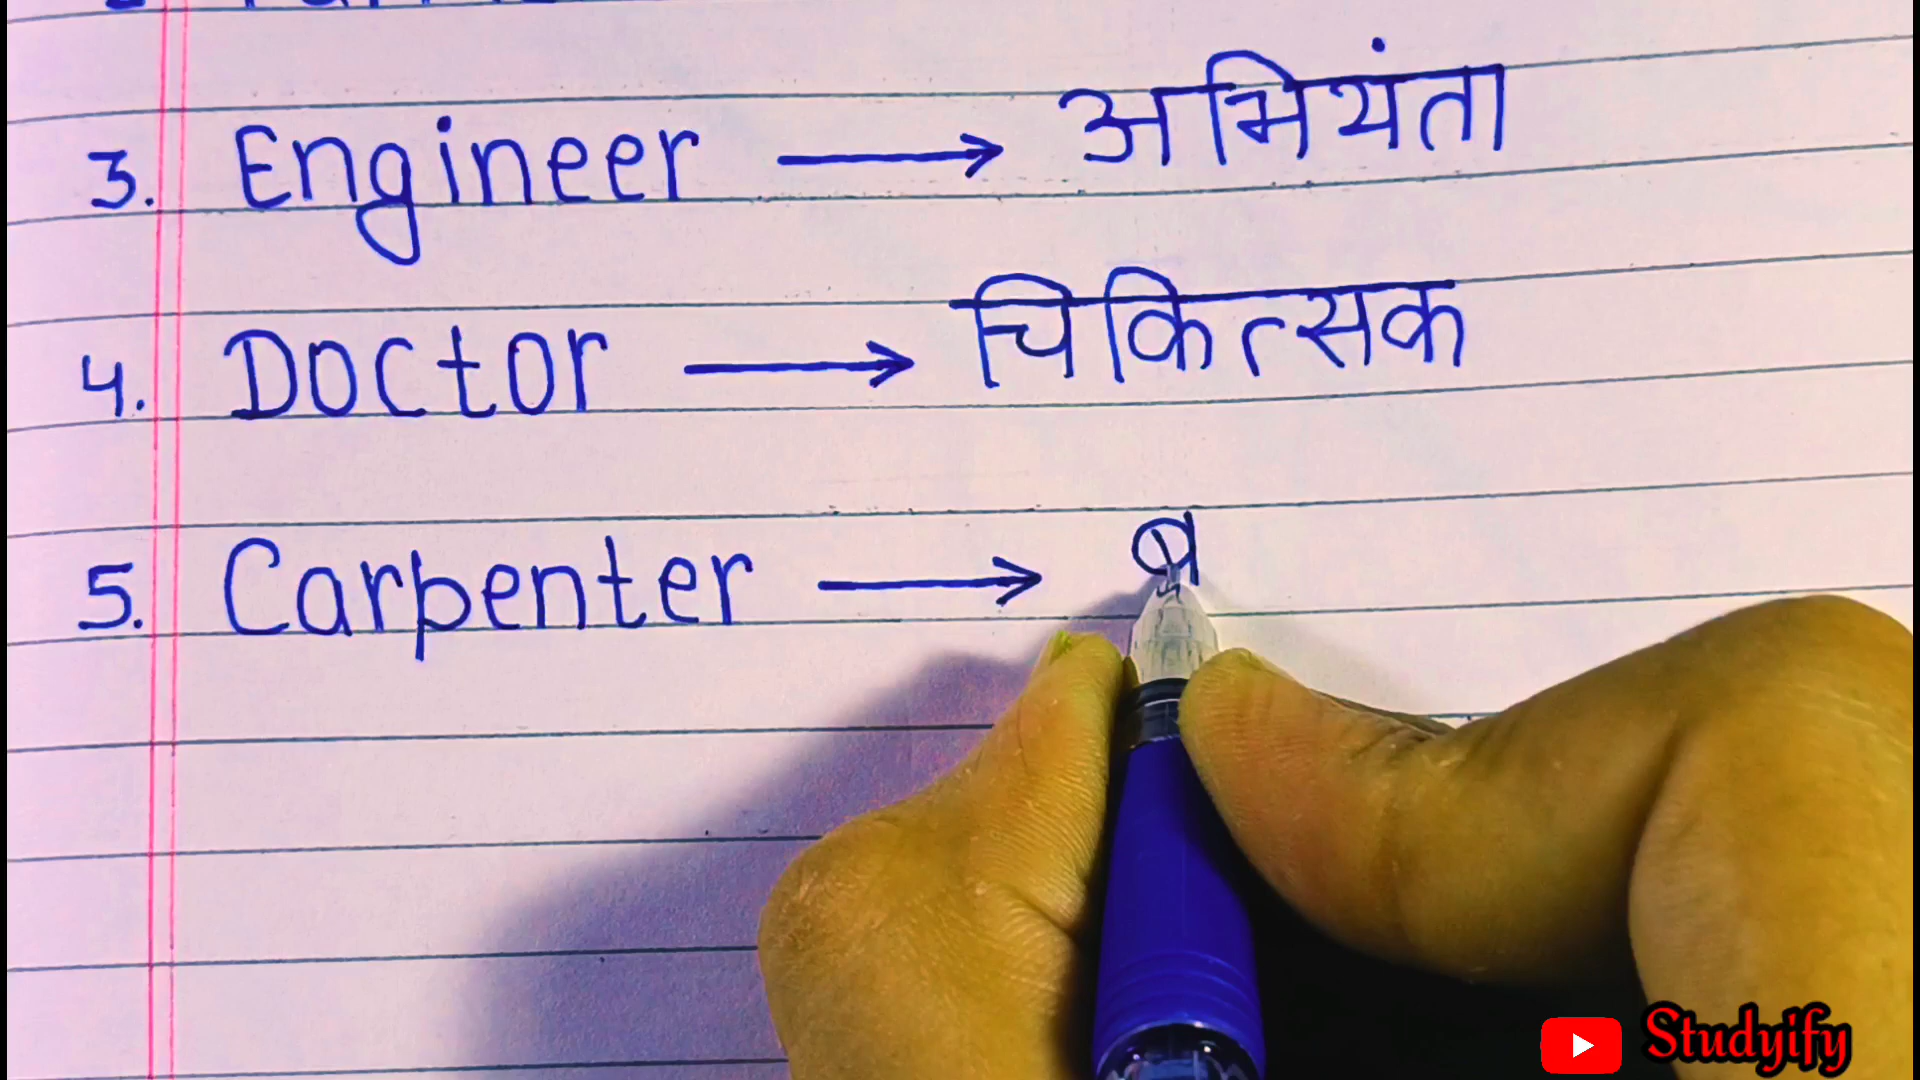 3. Engineer → अभियंता
4. Doctor → चिकित्सक
5. Carpenter → ब
Studyify